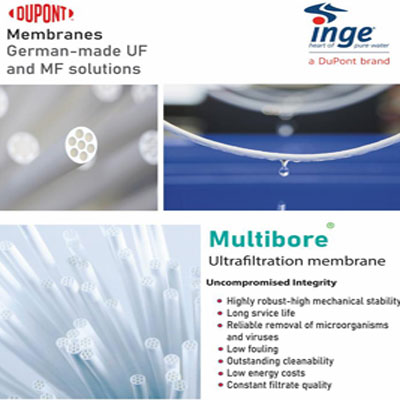 DUPONT
Membranes
German-made UF
and MF solutions
inge
heart of pure water
a DuPont brand
Multibore®
Ultrafiltration membrane
Uncompromised Integrity
• Highly robust-high mechanical stability
• Long srvice life
• Reliable removal of microorganisms
and viruses
• Low fouling
• Outstanding cleanability
• Low energy costs
• Constant filtrate quality